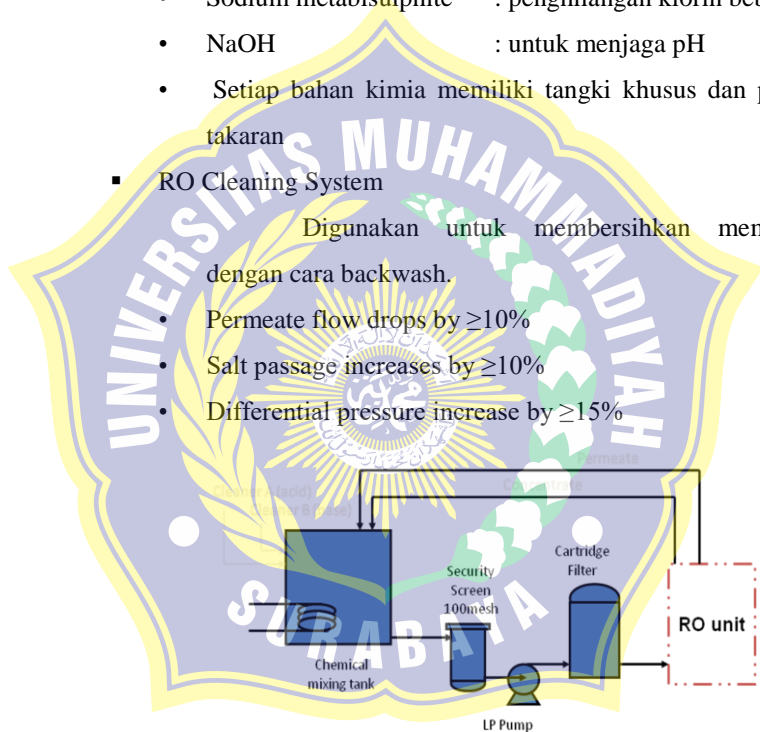 • Sodium metabisulphite : penghilangan klorin
• NaOH : untuk menjaga pH
• Setiap bahan kimia memiliki tangki khusus dan
takaran
▪ RO Cleaning System
Digunakan untuk membersihkan
dengan cara backwash.
• Permeate flow drops by ≥10%
• Salt passage increases by ≥10%
• Differential pressure increase by ≥15%
Permeate
Concentrate
Cleaner A (acid)
Cleaner B (base)
Cartridge
Filter
Security
Screen
100mesh
RO unit
Chemical
mixing tank
LP Pump
UNIVERSITAS MUHAMMADIYAH
SURABAYA